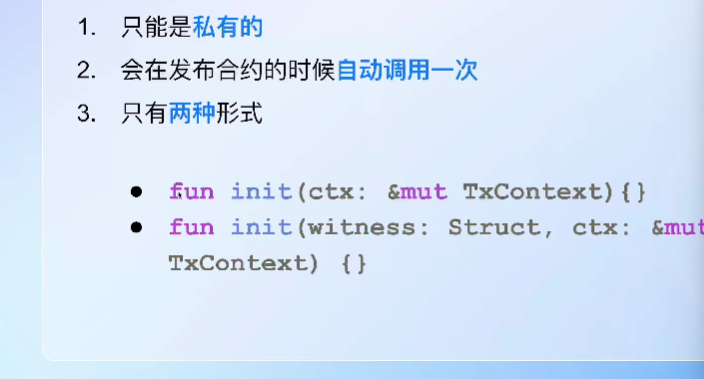 1. 只能是私有的
2. 会在发布合约的时候自动调用一次
3. 只有两种形式
● fun init(ctx: &mut TxContext){}
● fun init(witness: Struct, ctx: &mut
TxContext) {}